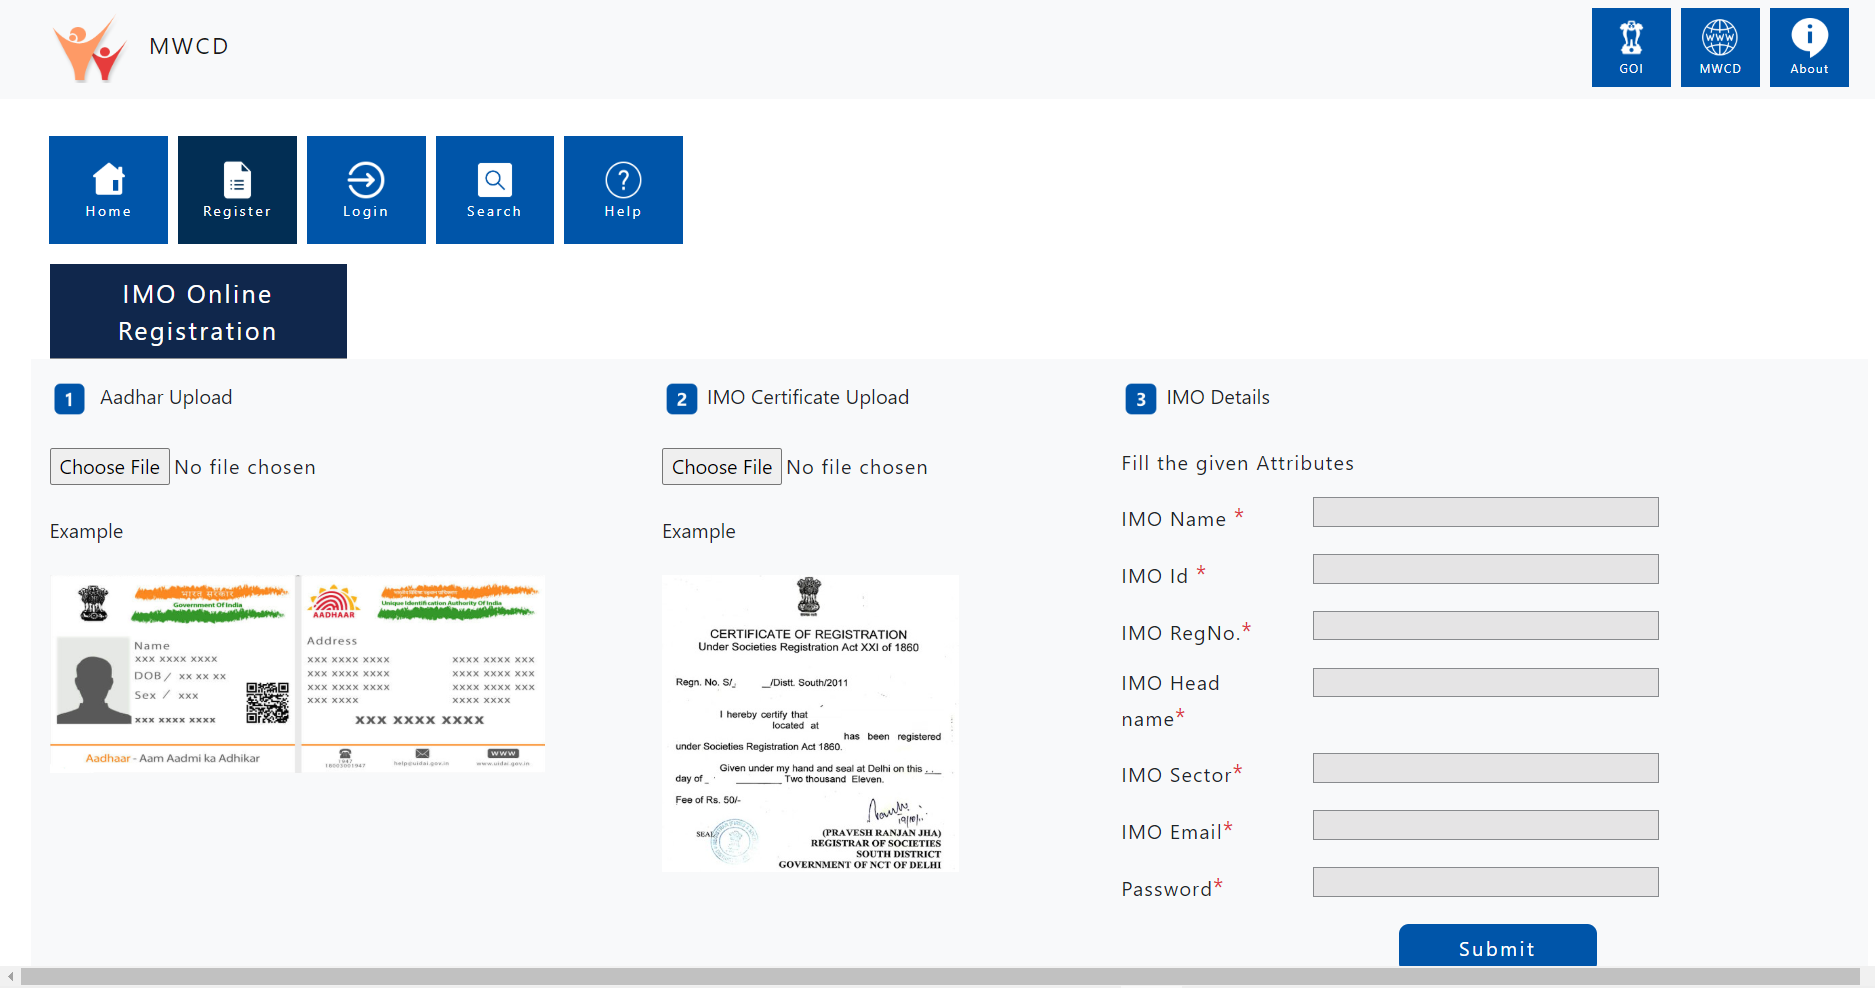 MWCD
GOI
MWCD
About
Home
Register
Login
Search
Help
IMO Online
Registration
1 Aadhar Upload
Choose File No file chosen
Example
भारत सरकार
Government Of India
Name
XXX XXXX XXXX
DOB / XX XX XX
Sex / XXX
XXX XXXX XXXX
Aadhaar - Aam Aadmi ka Adhikar
AADHAAR
Unique Identification Authority Of India
Address
XXX XXXX XXXX XXXX XXXX XXX
XXX XXXX XXXX XXXX XXXX XXX
XXX XXXX XXXX XXXX XXXX XXX
XXX XXXX XXXX XXXX
XXX XXXX XXXX
1947
help@uidai.gov.in
WWW
www.uidai.gov.in
2 IMO Certificate Upload
Choose File No file chosen
Example
CERTIFICATE OF REGISTRATION
Under Societies Registration Act XXI of 1860
Regn. No. S/ /Distt. South/2011
I hereby certify that
located at
has been registered
under Societies Registration Act 1860.
Given under my hand and seal at Delhi on this
day of Two thousand Eleven.
Fee of Rs. 50/-
SEAL
(PRAVESH RANJAN JHA)
REGISTRAR OF SOCIETIES
SOUTH DISTRICT
GOVERNMENT OF NCT OF DELHI
3 IMO Details
Fill the given Attributes
IMO Name *
IMO Id *
IMO RegNo.*
IMO Head
name*
IMO Sector*
IMO Email*
Password*
Submit